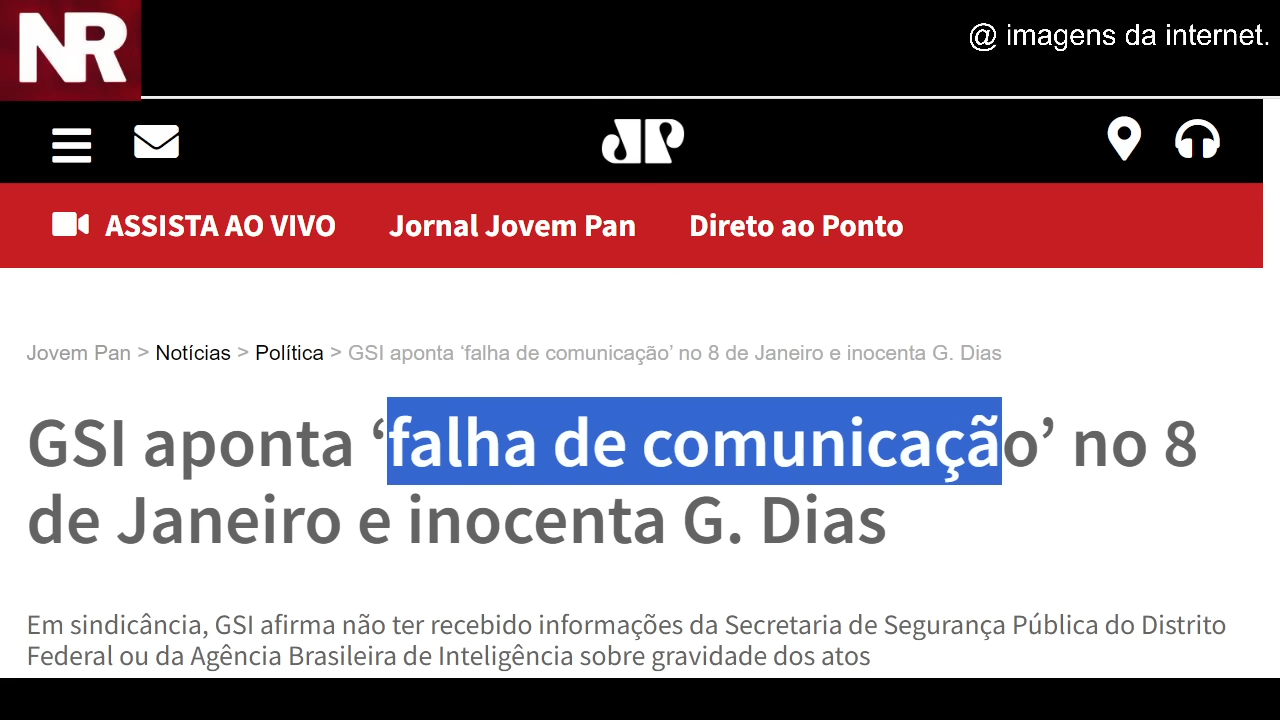 NR
@ imagens da internet.
JP
ASSISTA AO VIVO Jornal Jovem Pan Direto ao Ponto
Jovem Pan > Notícias > Política > GSI aponta ‘falha de comunicação’ no 8 de Janeiro e inocenta G. Dias
GSI aponta ‘falha de comunicação’ no 8
de Janeiro e inocenta G. Dias
Em sindicância, GSI afirma não ter recebido informações da Secretaria de Segurança Pública do Distrito
Federal ou da Agência Brasileira de Inteligência sobre gravidade dos atos